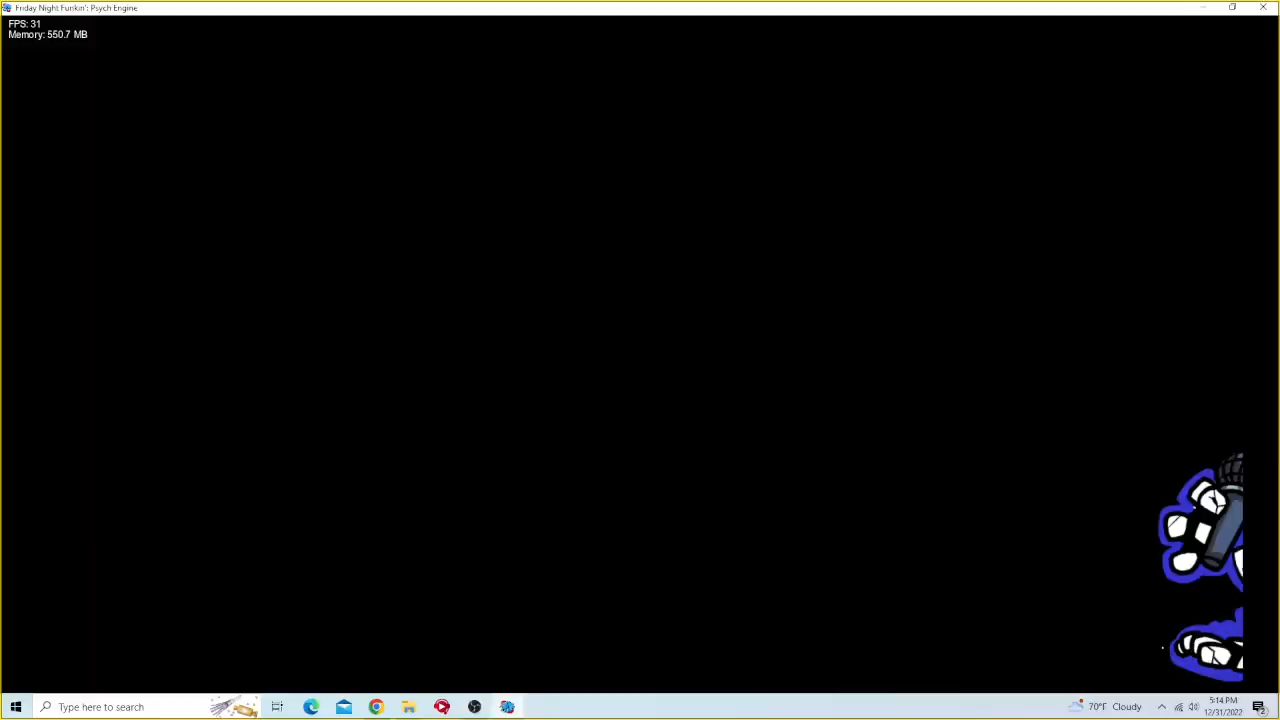 Friday Night Funkin': Psych Engine
FPS: 31
Memory: 550.7 MB
Type here to search
70°F Cloudy
5:14 PM
12/31/2022
2